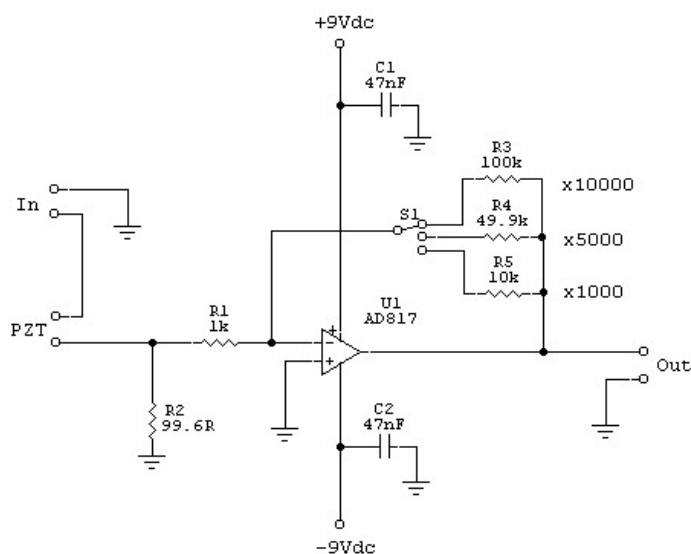 +9Vdc
C1
47nF
R3
100k
x10000
In
S1
R4
49.9k
x5000
R5
10k
x1000
PZT
R1
1k
U1
AD817
+
-
+
Out
R2
99.6R
C2
47nF
-9Vdc